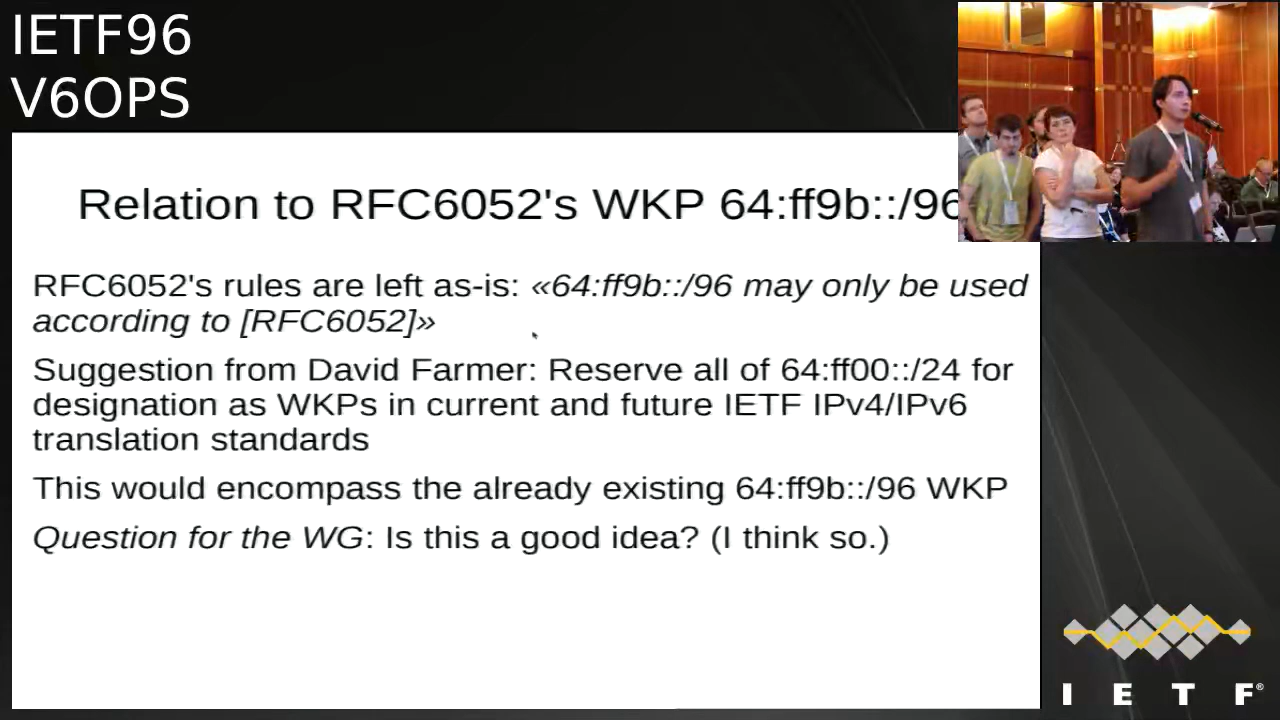 IETF96
V6OPS
Relation to RFC6052's WKP 64:ff9b::/96
RFC6052's rules are left as-is: «64:ff9b::/96 may only be used
according to [RFC6052]»
Suggestion from David Farmer: Reserve all of 64:ff00::/24 for
designation as WKPs in current and future IETF IPv4/IPv6
translation standards
This would encompass the already existing 64:ff9b::/96 WKP
Question for the WG: Is this a good idea? (I think so.)
I E T F®